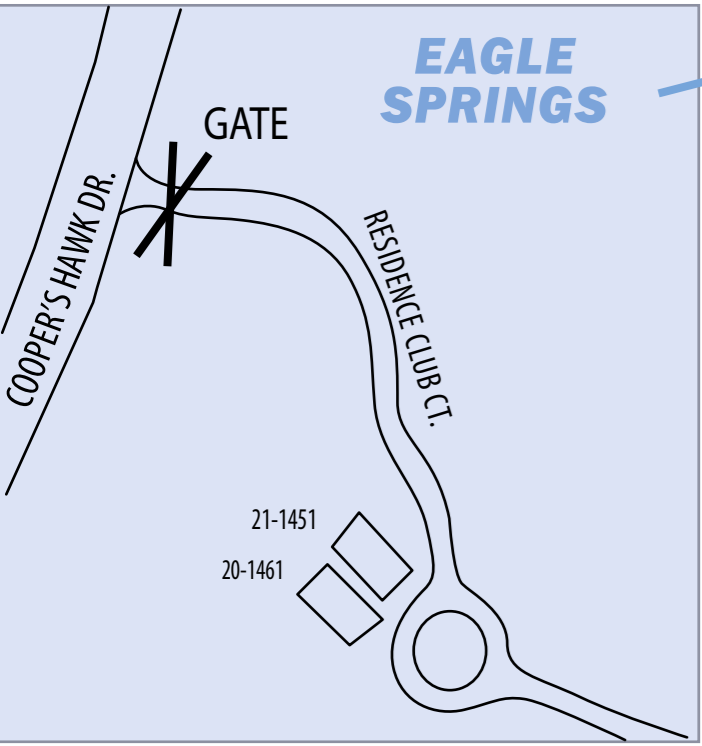 EAGLE
SPRINGS
GATE
COOPER'S HAWK DR.
RESIDENCE CLUB CT.
21-1451
20-1461